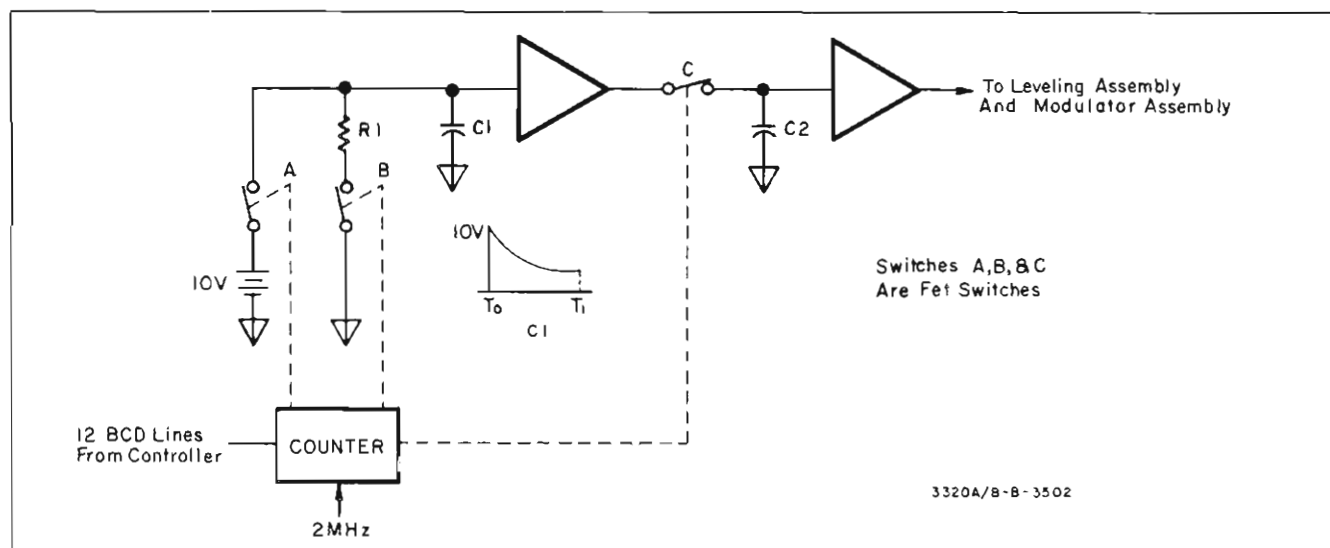 C
To Leveling Assembly
And Modulator Assembly
R1
C1
C2
A
B
10V
Switches A,B,&C
Are Fet Switches
10V
T0
T1
C1
12 BCD Lines
From Controller
COUNTER
3320A/B-B-3502
2MHz